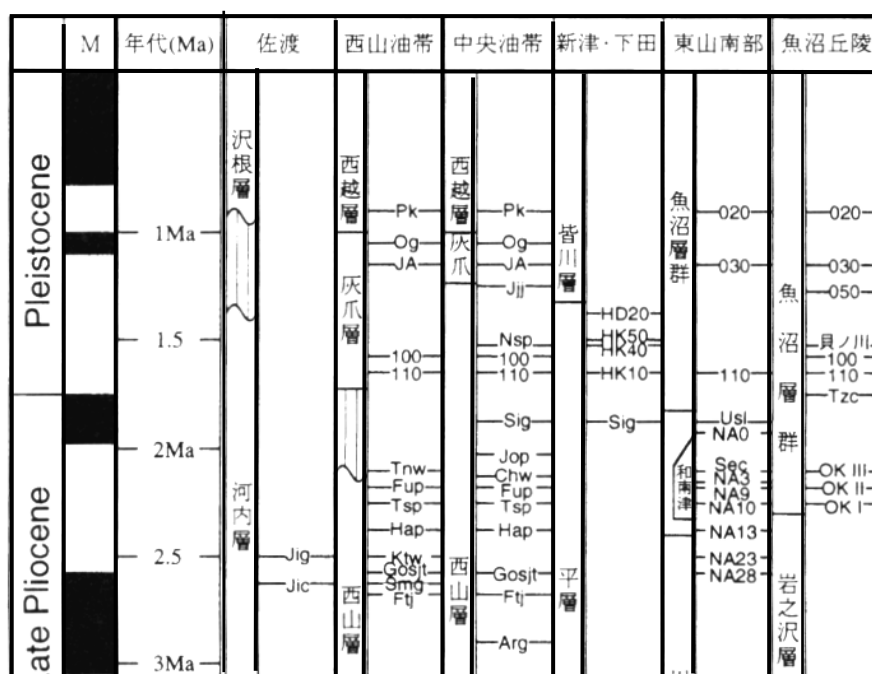 M 年代(Ma) 佐渡 西山油帯 中央油帯 新津・下田 東山南部 魚沼丘陵
Pleistocene
ate Pliocene
1Ma
1.5
2Ma
2.5
3Ma
沢根層
河内層
Jig
Jic
西越層
灰爪層
西山層
Pk
Og
JA
100
110
Tnw
Fup
Tsp
Hap
Ktw
Gosjt
Smg
Ftj
西越層
灰爪
西山層
Pk
Og
JA
Jjj
Nsp
100
110
Sig
Jop
Chw
Fup
Tsp
Hap
Gosjt
Ftj
Arg
皆川層
平層
HD20
HK50
HK40
HK10
Sig
魚沼層群
和南津
020
030
110
UsI
NA0
Sec
NA3
NA9
NA10
NA13
NA23
NA28
魚沼層群
岩之沢層
020
030
050
貝ノ川
100
110
Tzc
OK III
OK II
OK I